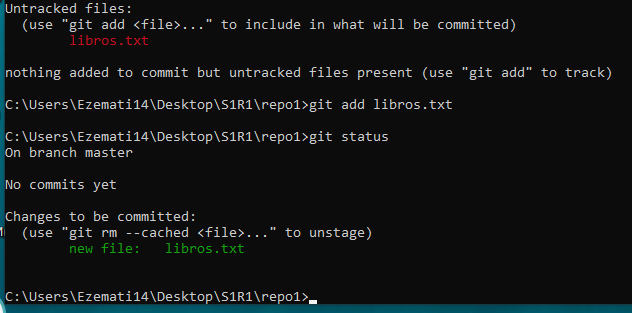 Untracked files:
  (use "git add <file>..." to include in what will be committed)
        libros.txt

nothing added to commit but untracked files present (use "git add" to track)

C:\Users\Ezemati14\Desktop\S1R1\repo1>git add libros.txt

C:\Users\Ezemati14\Desktop\S1R1\repo1>git status
On branch master

No commits yet

Changes to be committed:
  (use "git rm --cached <file>..." to unstage)
        new file:   libros.txt


C:\Users\Ezemati14\Desktop\S1R1\repo1>